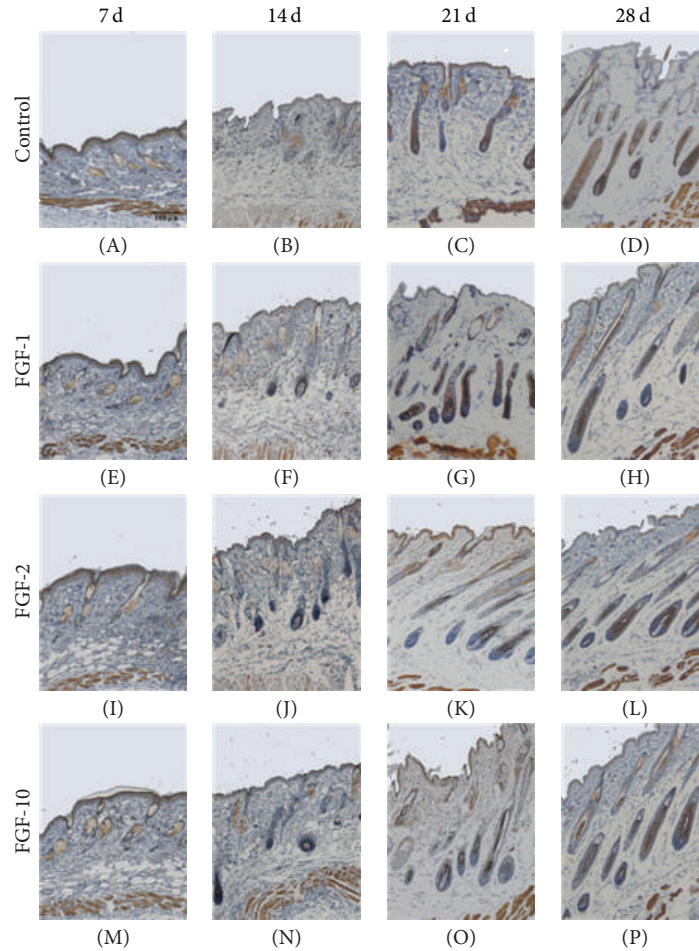 7 d 14 d 21 d 28 d
Control
(A) (B) (C) (D)
FGF-1
(E) (F) (G) (H)
FGF-2
(I) (J) (K) (L)
FGF-10
(M) (N) (O) (P)